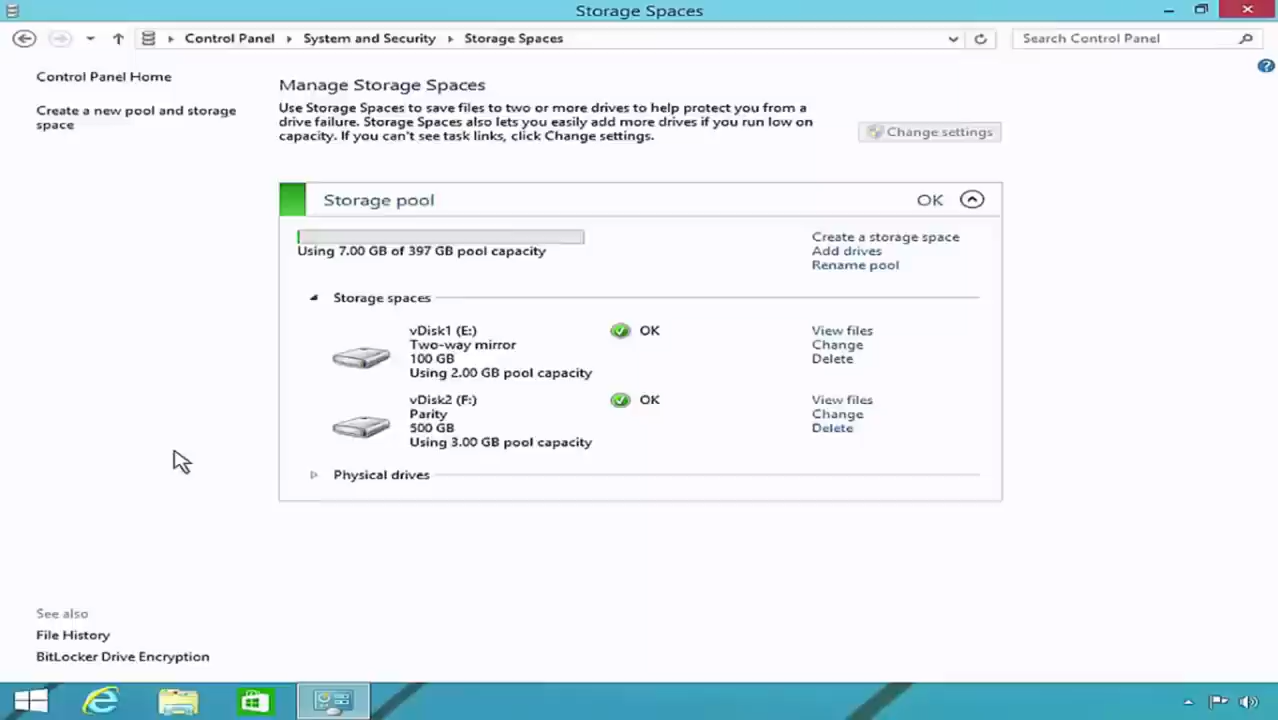 Storage Spaces
Control Panel System and Security Storage Spaces
Search Control Panel
Control Panel Home
Create a new pool and storage
space
Manage Storage Spaces
Use Storage Spaces to save files to two or more drives to help protect you from a
drive failure. Storage Spaces also lets you easily add more drives if you run low on
capacity. If you can't see task links, click Change settings.
Change settings
Storage pool
OK
Using 7.00 GB of 397 GB pool capacity
Create a storage space
Add drives
Rename pool
Storage spaces
vDisk1 (E:)
Two-way mirror
100 GB
Using 2.00 GB pool capacity
OK
View files
Change
Delete
vDisk2 (F:)
Parity
500 GB
Using 3.00 GB pool capacity
OK
View files
Change
Delete
Physical drives
See also
File History
BitLocker Drive Encryption